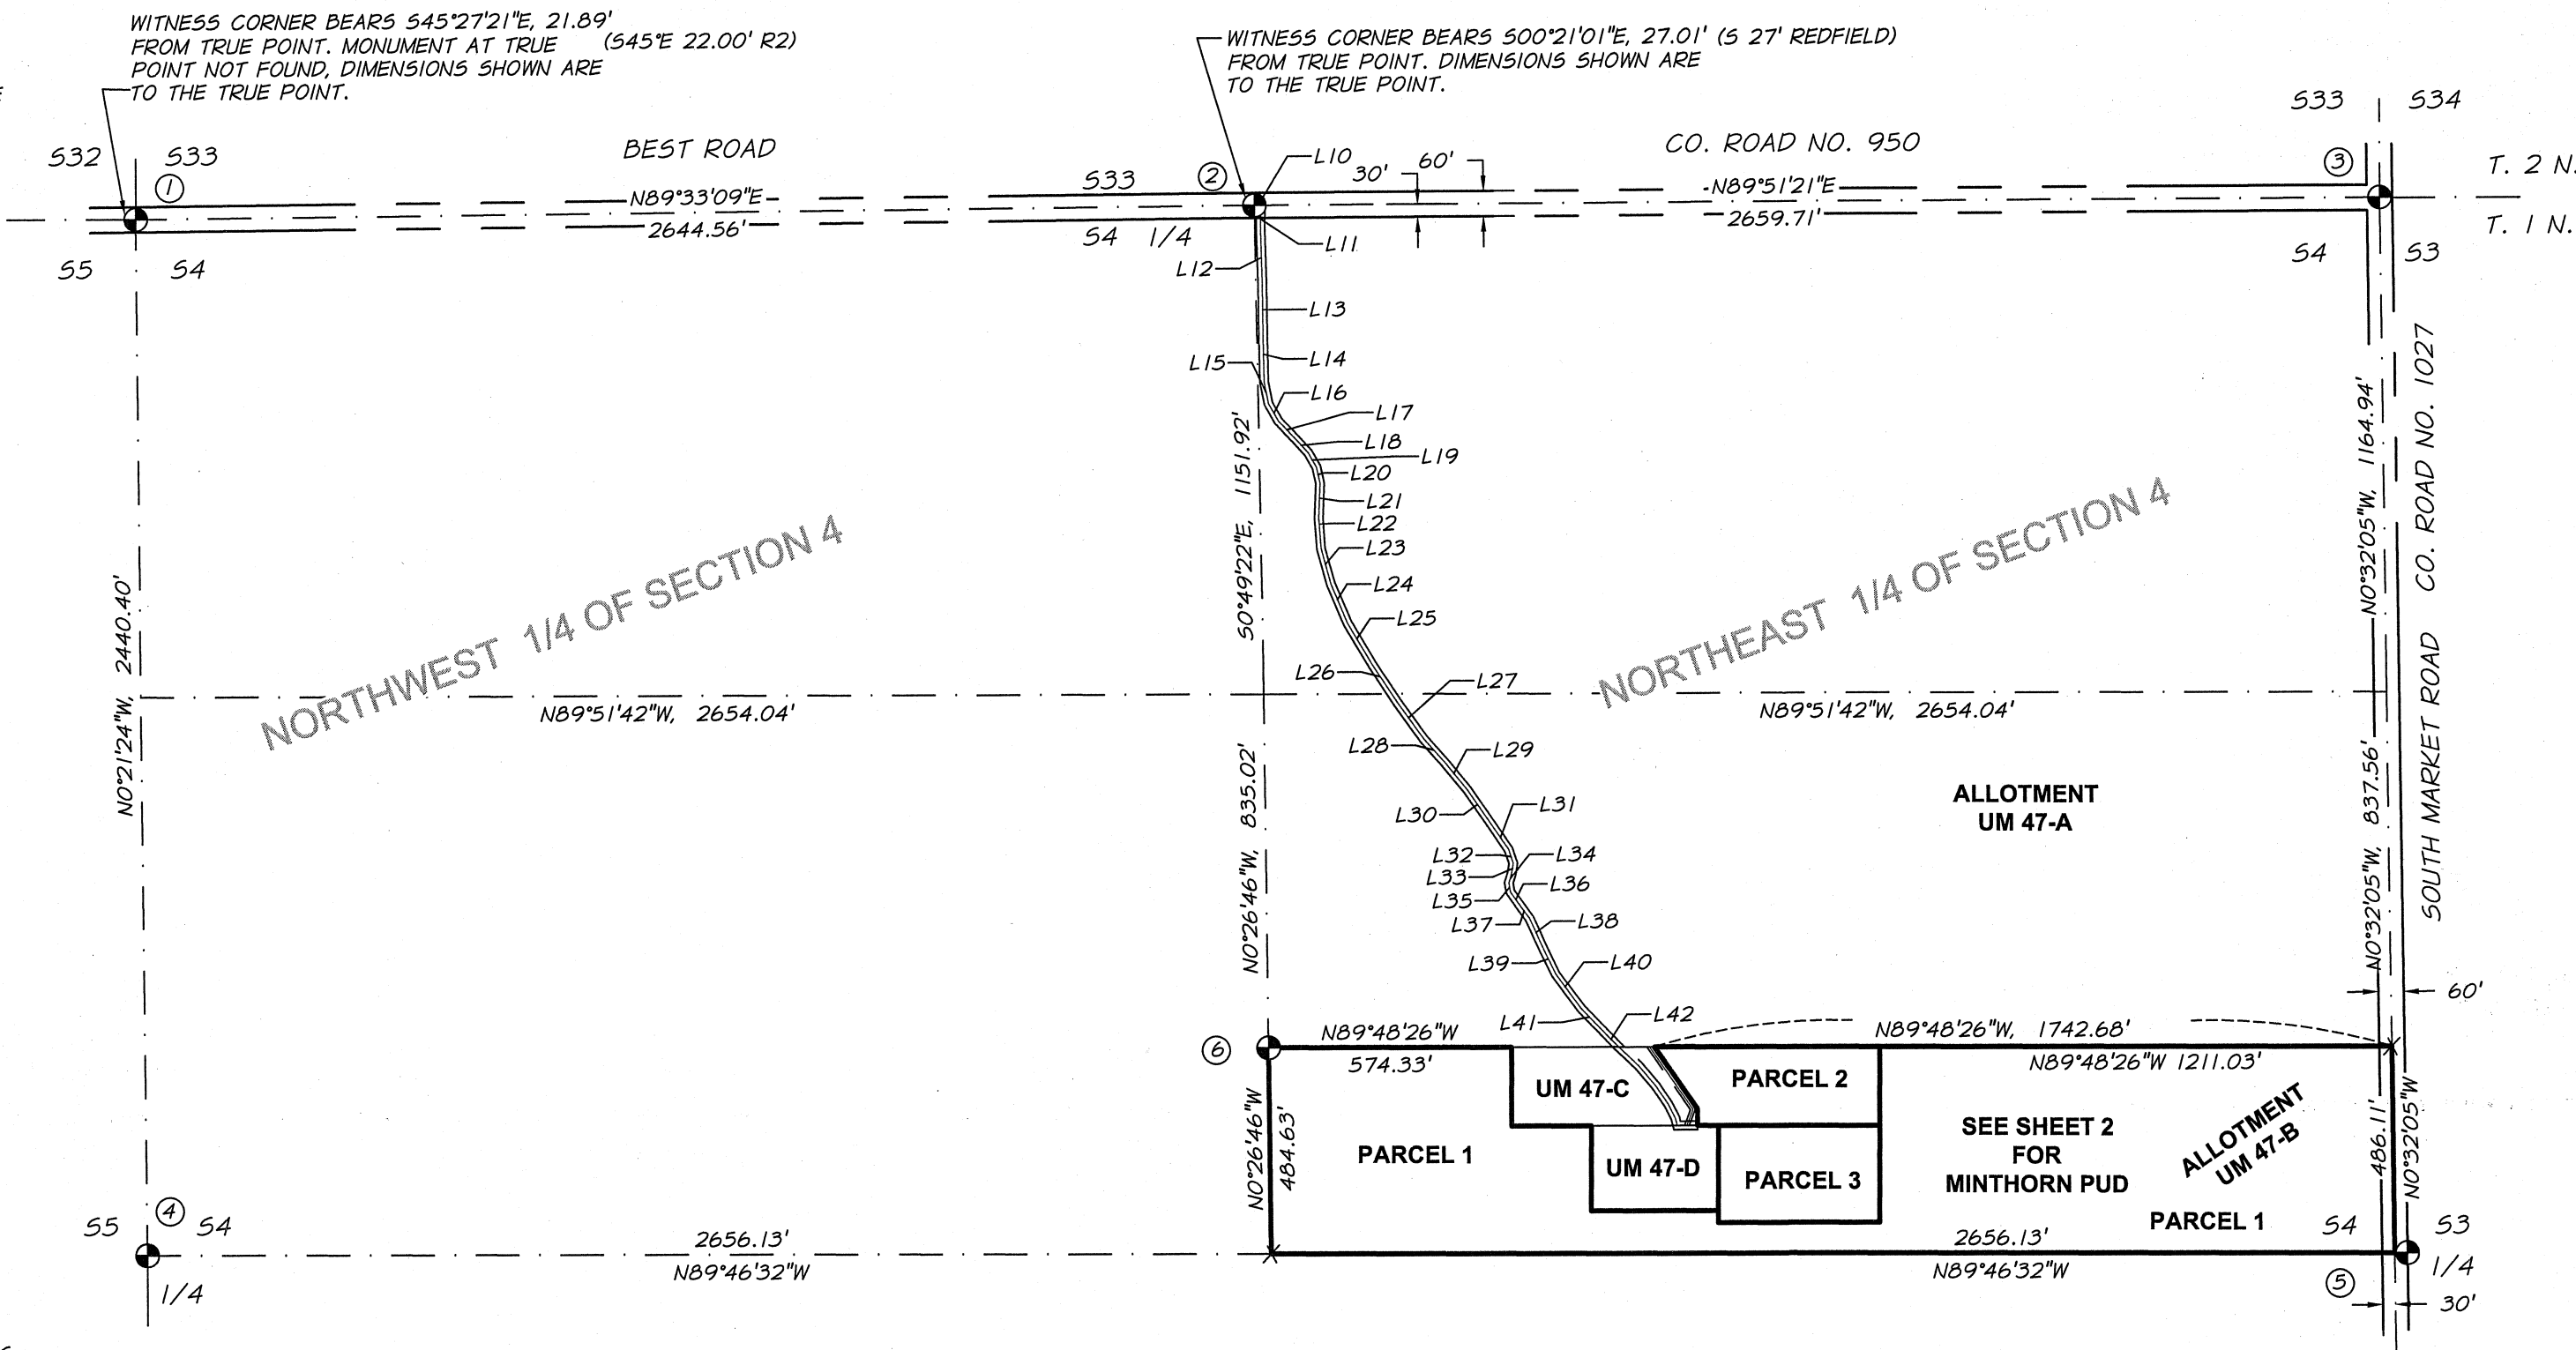 WITNESS CORNER BEARS S45°27'21"E, 21.89'
FROM TRUE POINT. MONUMENT AT TRUE (S45°E 22.00' R2)
POINT NOT FOUND, DIMENSIONS SHOWN ARE
TO THE TRUE POINT.
WITNESS CORNER BEARS S00°21'01"E, 27.01' (S 27' REDFIELD)
FROM TRUE POINT. DIMENSIONS SHOWN ARE
TO THE TRUE POINT.
S33 S34
BEST ROAD
CO. ROAD NO. 950
S32 S33
1
N89°33'09"E
2644.56'
S33
2
L10
30'
60'
N89°51'21"E
2659.71'
3
T. 2 N.
T. 1 N.
S5 S4
S4 1/4
L11
S4 S3
L12
L13
L14
L15
L16
L17
L18
L19
L20
L21
L22
L23
L24
L25
L26
L27
L28
L29
L30
L31
L32
L33
L34
L35
L36
L37
L38
L39
L40
L41
L42
S0°49'22"E, 1151.92'
N0°26'46"W, 835.02'
N0°21'24"W, 2440.40'
NORTHWEST 1/4 OF SECTION 4
NORTHEAST 1/4 OF SECTION 4
N89°51'42"W, 2654.04'
N89°51'42"W, 2654.04'
N0°32'05"W, 1164.94'
N0°32'05"W, 837.56'
SOUTH MARKET ROAD CO. ROAD NO. 1027
ALLOTMENT
UM 47-A
60'
6
N89°48'26"W
574.33'
N89°48'26"W, 1742.68'
N89°48'26"W 1211.03'
UM 47-C
PARCEL 2
N0°26'46"W
484.63'
PARCEL 1
UM 47-D
PARCEL 3
SEE SHEET 2
FOR
MINTHORN PUD
ALLOTMENT
UM 47-B
PARCEL 1
486.11'
N0°32'05"W
S5 S4
4
1/4
2656.13'
N89°46'32"W
2656.13'
N89°46'32"W
S4 S3
1/4
5
30'